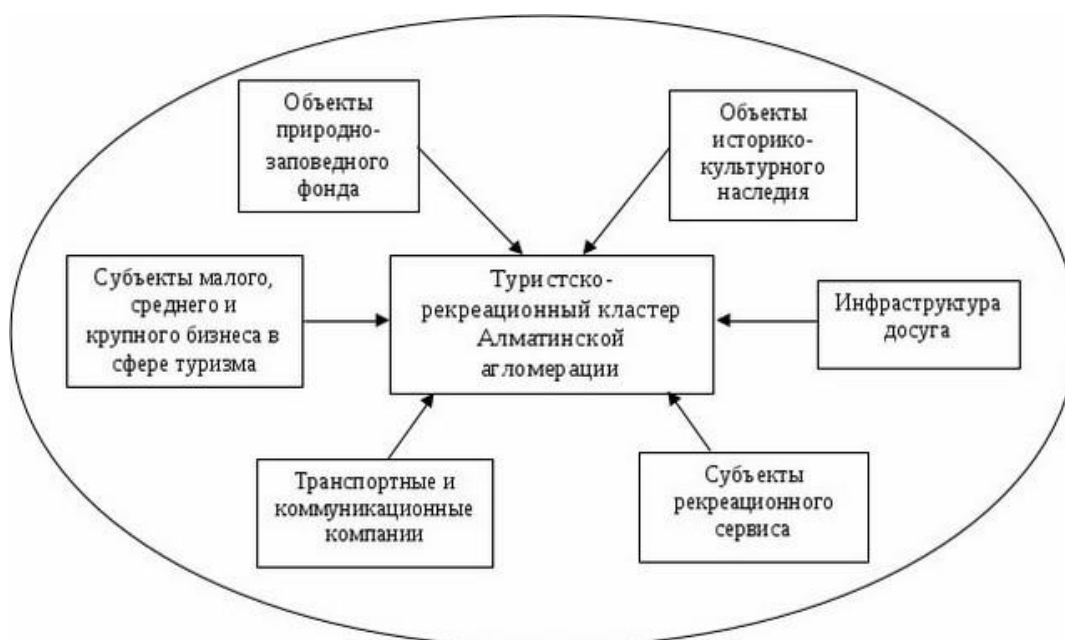 Объекты
природно-
заповедного
фонда
Объекты
историко-
культурного
наследия
Субъекты малого,
среднего и
крупного бизнеса в
сфере туризма
Туристско-
рекреационный кластер
Алматинской
агломерации
Инфраструктура
досуга
Транспортные и
коммуникационные
компании
Субъекты
рекреационного
сервиса